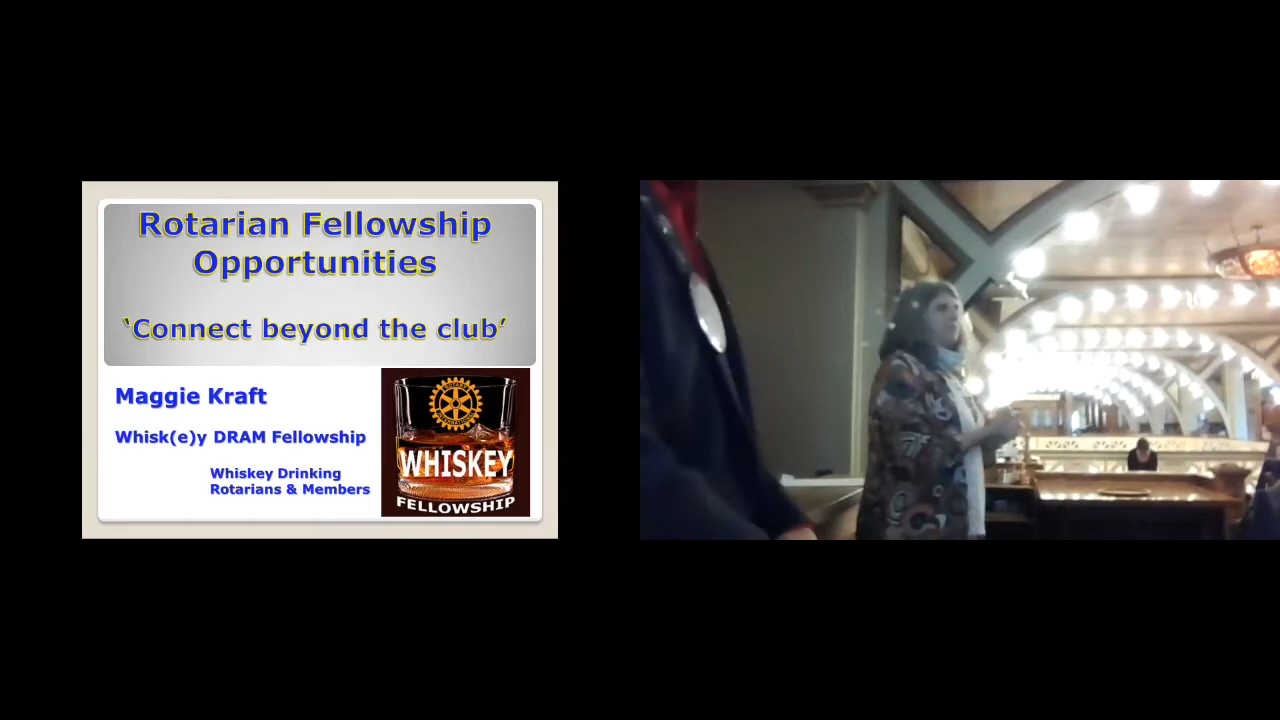 Rotarian Fellowship
Opportunities
‘Connect beyond the club’
Maggie Kraft
Whisk(e)y DRAM Fellowship
Whiskey Drinking
Rotarians & Members
WHISKEY
FELLOWSHIP